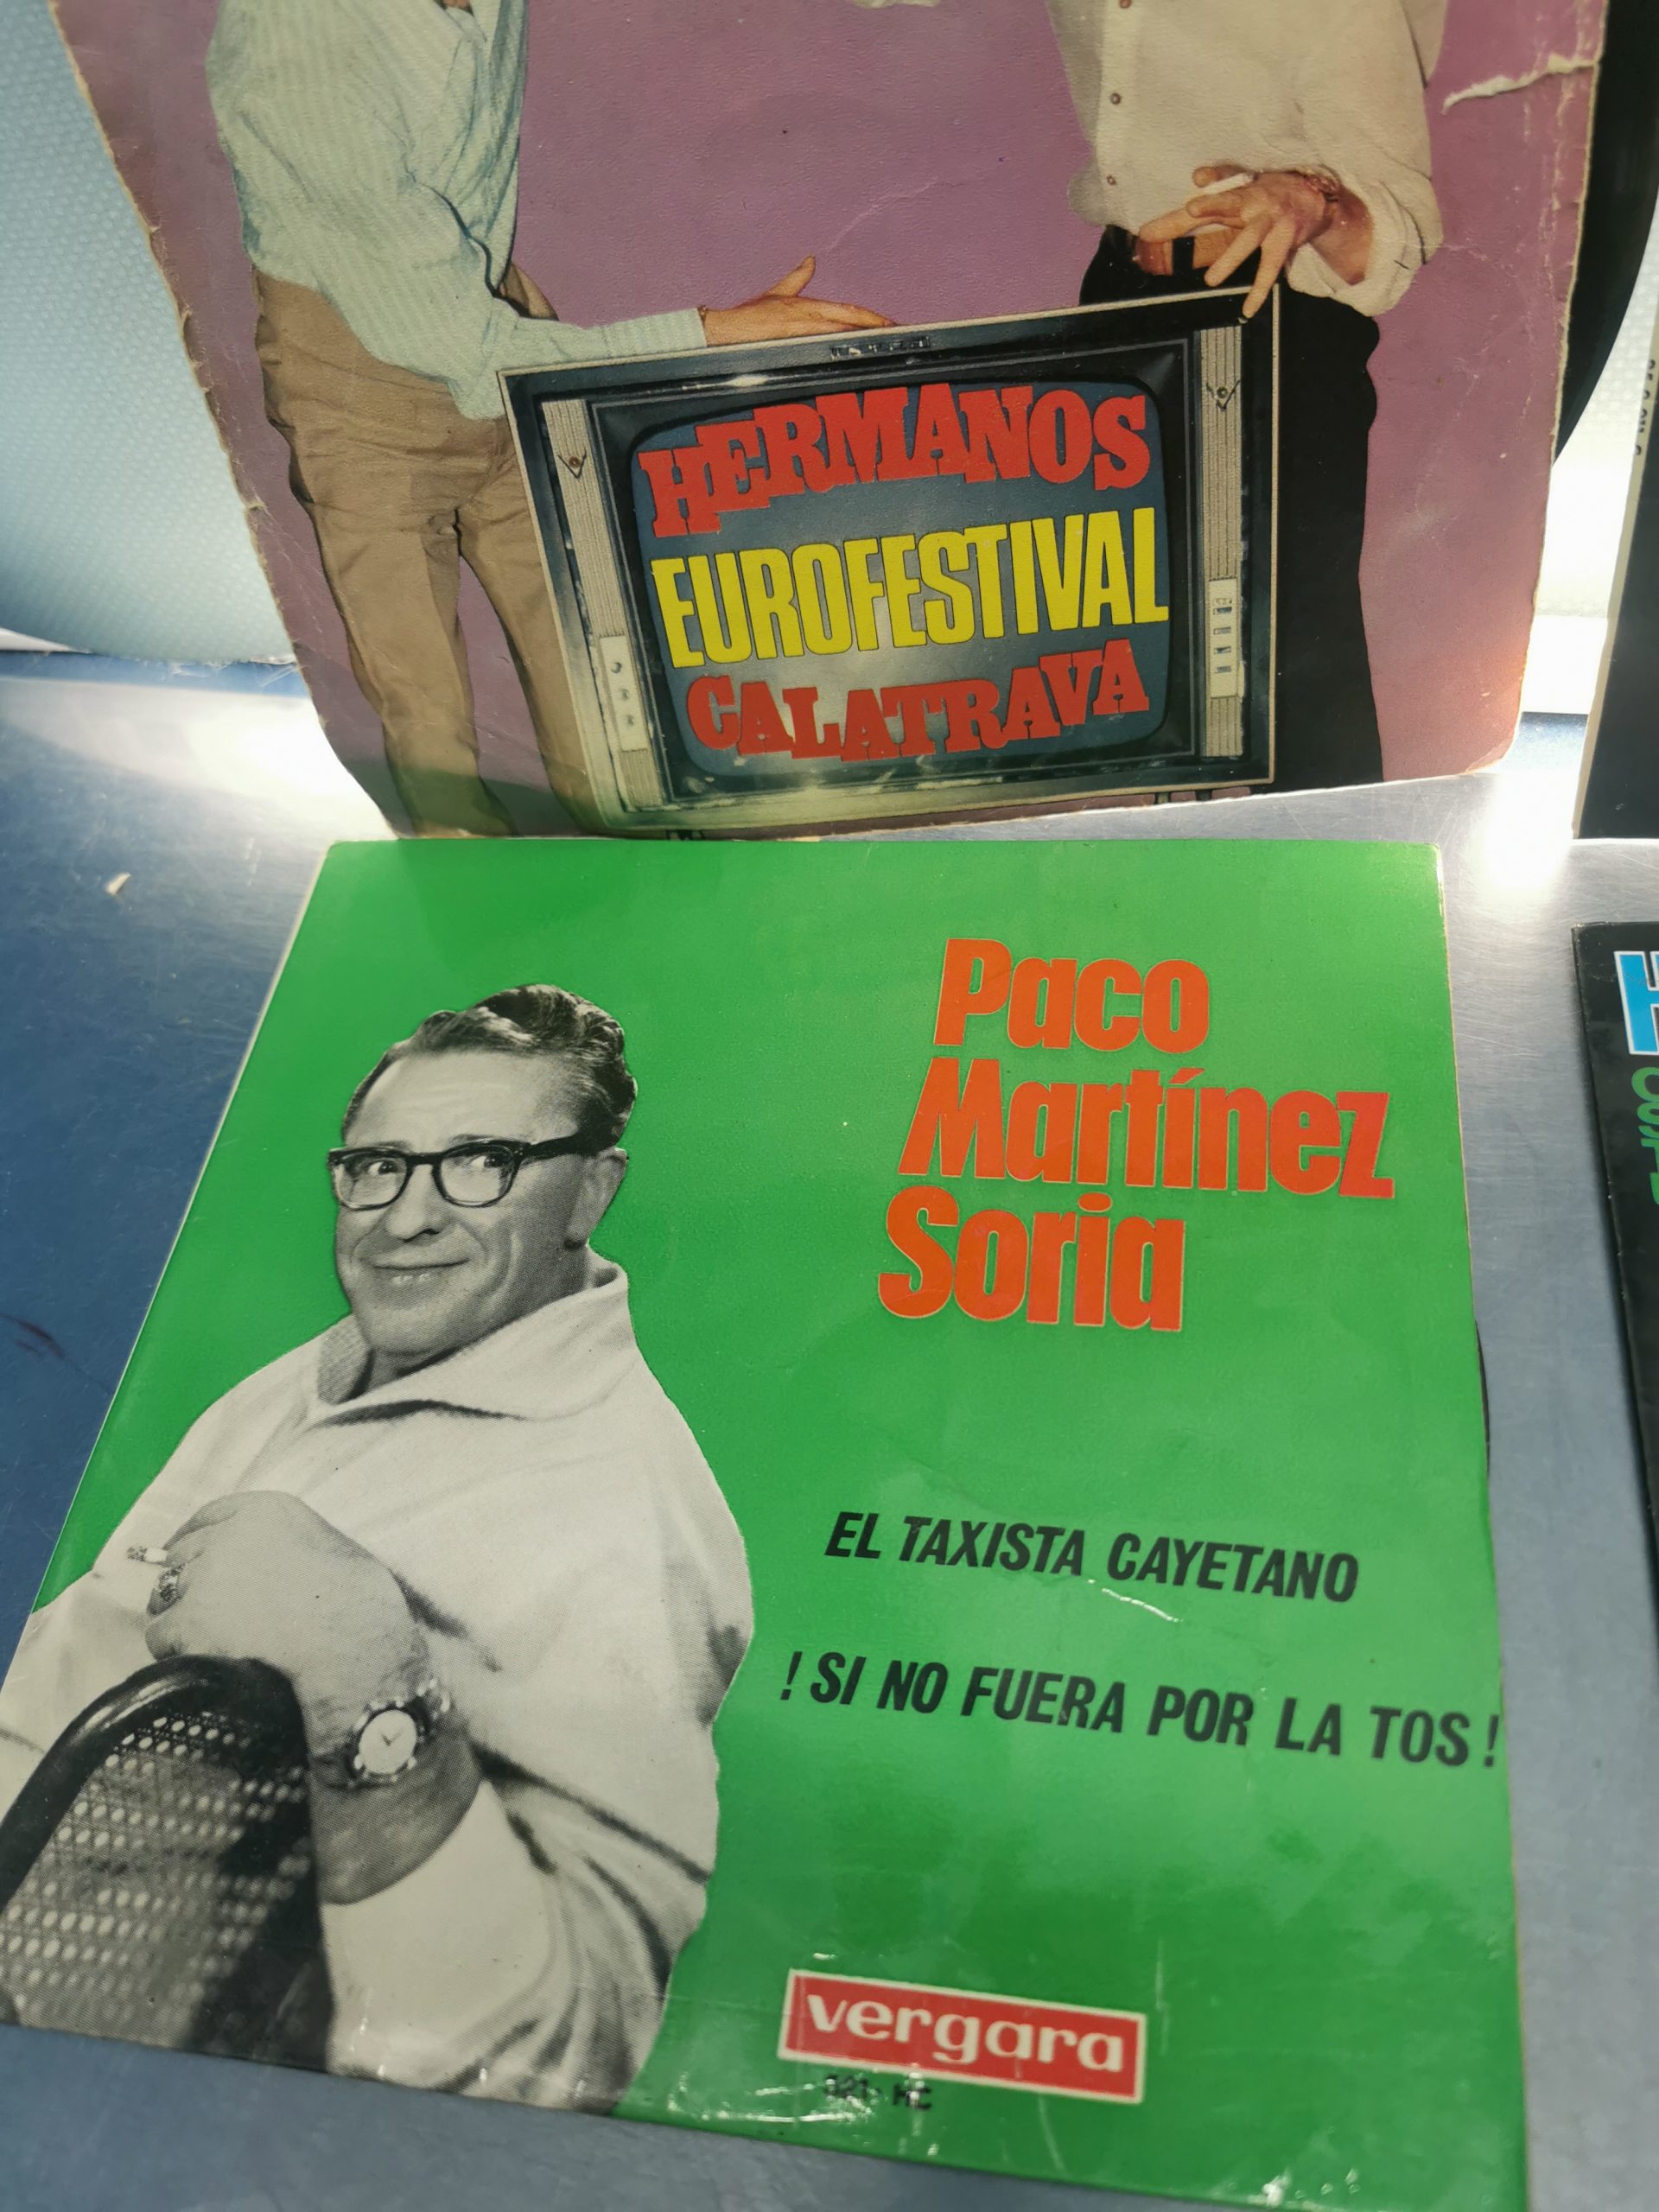 HERMANOS
EUROFESTIVAL
CALATRAVA
Paco
Martínez
Soria
EL TAXISTA CAYETANO
! SI NO FUERA POR LA TOS !
vergara